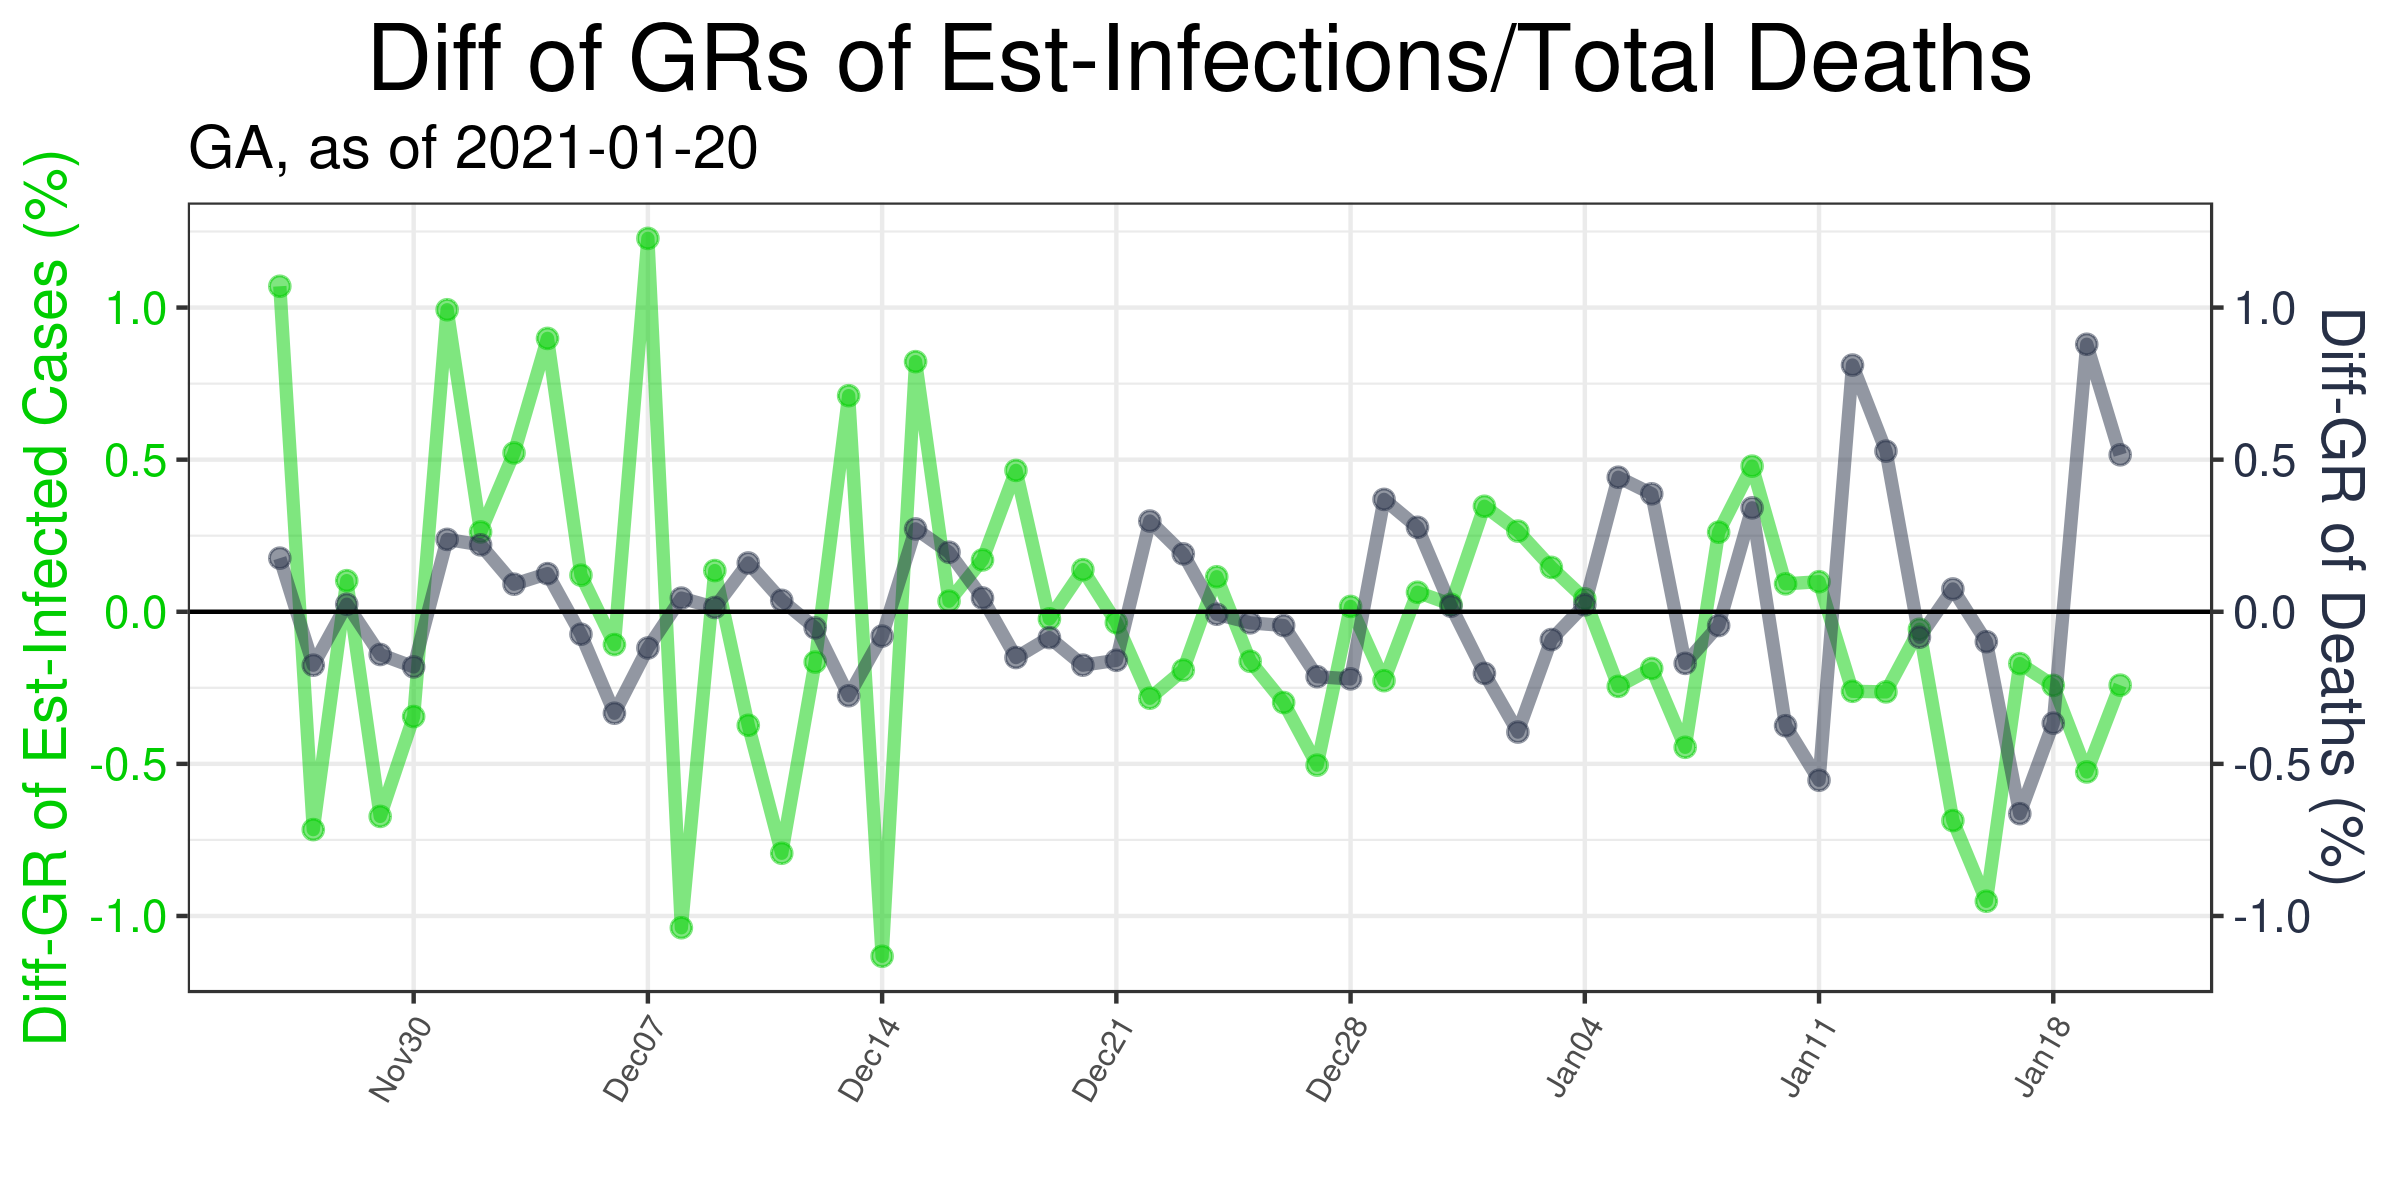 Diff of GRs of Est-Infections/Total Deaths
GA, as of 2021-01-20
Diff-GR of Est-Infected Cases (%)
1.0
0.5
0.0
-0.5
-1.0
1.0
0.5
0.0
-0.5
-1.0
Diff-GR of Deaths (%)
Nov30
Dec07
Dec14
Dec21
Dec28
Jan04
Jan11
Jan18